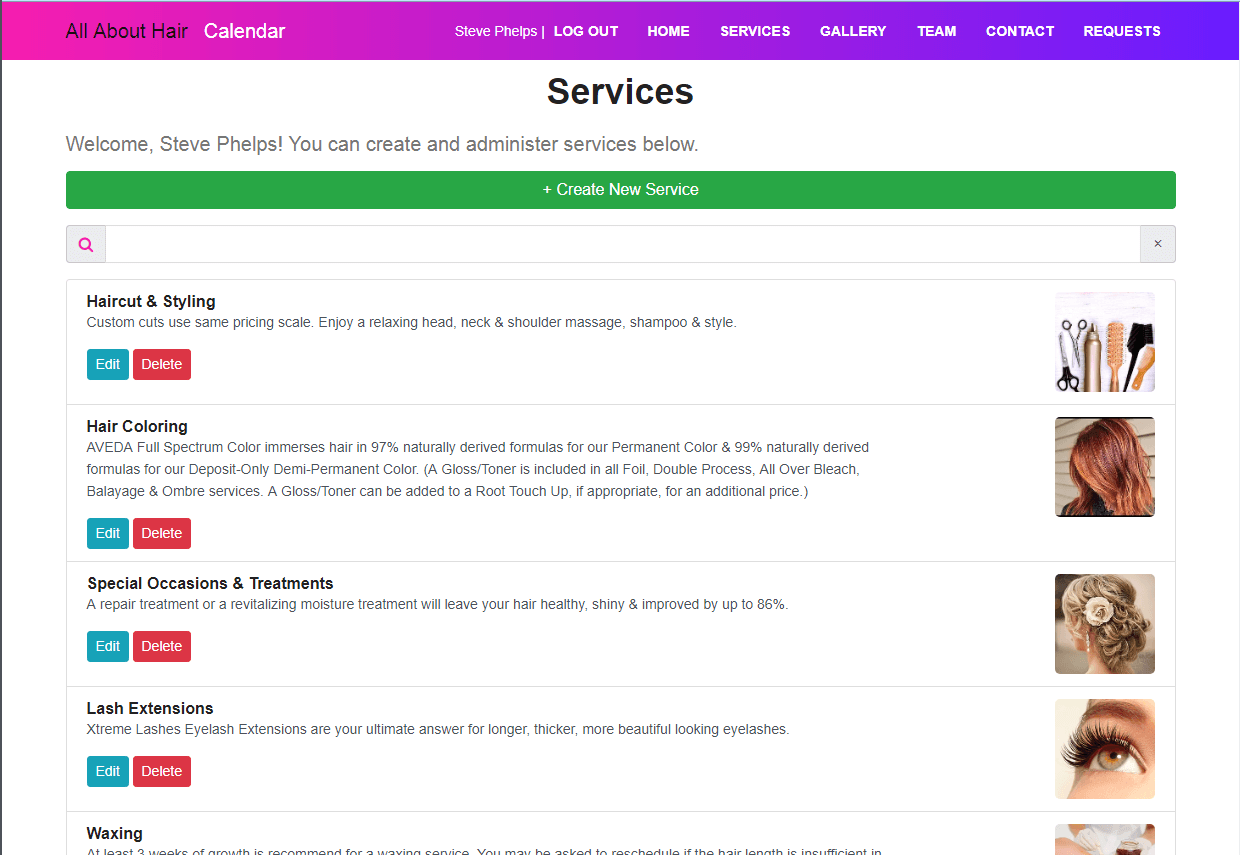 All About Hair Calendar Steve Phelps | LOG OUT HOME SERVICES GALLERY TEAM CONTACT REQUESTS
Services
Welcome, Steve Phelps! You can create and administer services below.
+ Create New Service
×
Haircut & Styling
Custom cuts use same pricing scale. Enjoy a relaxing head, neck & shoulder massage, shampoo & style.
Edit Delete
Hair Coloring
AVEDA Full Spectrum Color immerses hair in 97% naturally derived formulas for our Permanent Color & 99% naturally derived
formulas for our Deposit-Only Demi-Permanent Color. (A Gloss/Toner is included in all Foil, Double Process, All Over Bleach,
Balayage & Ombre services. A Gloss/Toner can be added to a Root Touch Up, if appropriate, for an additional price.)
Edit Delete
Special Occasions & Treatments
A repair treatment or a revitalizing moisture treatment will leave your hair healthy, shiny & improved by up to 86%.
Edit Delete
Lash Extensions
Xtreme Lashes Eyelash Extensions are your ultimate answer for longer, thicker, more beautiful looking eyelashes.
Edit Delete
Waxing
At least 3 weeks of growth is recommend for a waxing service. You may be asked to reschedule if the hair length is insufficient in